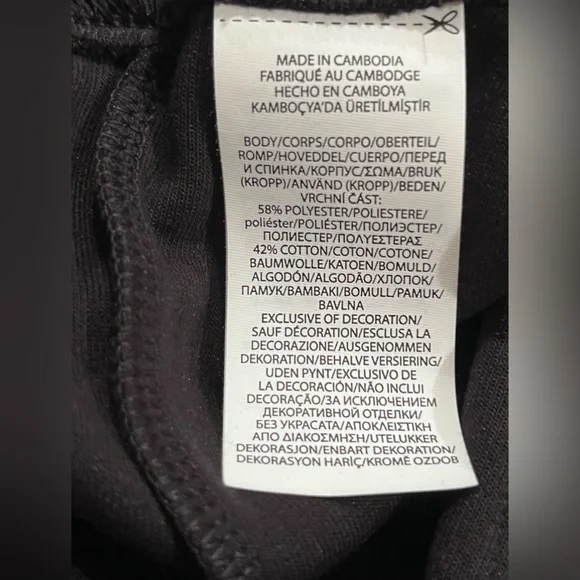 MADE IN CAMBODIA
FABRIQUÉ AU CAMBODGE
HECHO EN CAMBOYA
KAMBOÇYA'DA ÜRETİLMİŞTİR
BODY/CORPS/CORPO/OBERTEIL/
ROMP/HOVEDDEL/CUERPO/ПЕРЕД
И СПИНКА/КОРПУС/ΣΩΜΑ/BRUK
(KROPP)/ANVÄND (KROPP)/BEDEN/
VRCHNÍ ČÁST:
58% POLYESTER/POLIESTERE/
poliéster/POLIÉSTER/ПОЛИЭСТЕР/
ПОЛИЕСТЕР/ΠΟΛΥΕΣΤΕΡΑΣ
42% COTTON/COTON/COTONE/
BAUMWOLLE/KATOEN/BOMULD/
ALGODÓN/ALGODÃO/ХЛОПОК/
ПАМУК/BAMBAKI/BOMULL/PAMUK/
BAVLNA
EXCLUSIVE OF DECORATION/
SAUF DÉCORATION/ESCLUSA LA
DECORAZIONE/AUSGENOMMEN
DEKORATION/BEHALVE VERSIERING/
UDEN PYNT/EXCLUSIVO DE
LA DECORACIÓN/NÃO INCLUI
DECORAÇÃO/ЗА ИСКЛЮЧЕНИЕМ
ДЕКОРАТИВНОЙ ОТДЕЛКИ/
БЕЗ УКРАСАТА/ΑΠΟΚΛΕΙΣΤΙΚΗ
ΑΠΟ ΔΙΑΚΟΣΜΗΣΗ/UTELUKKER
DEKORASJON/ENBART DEKORATION/
DEKORASYON HARİÇ/KROMĚ OZDOB